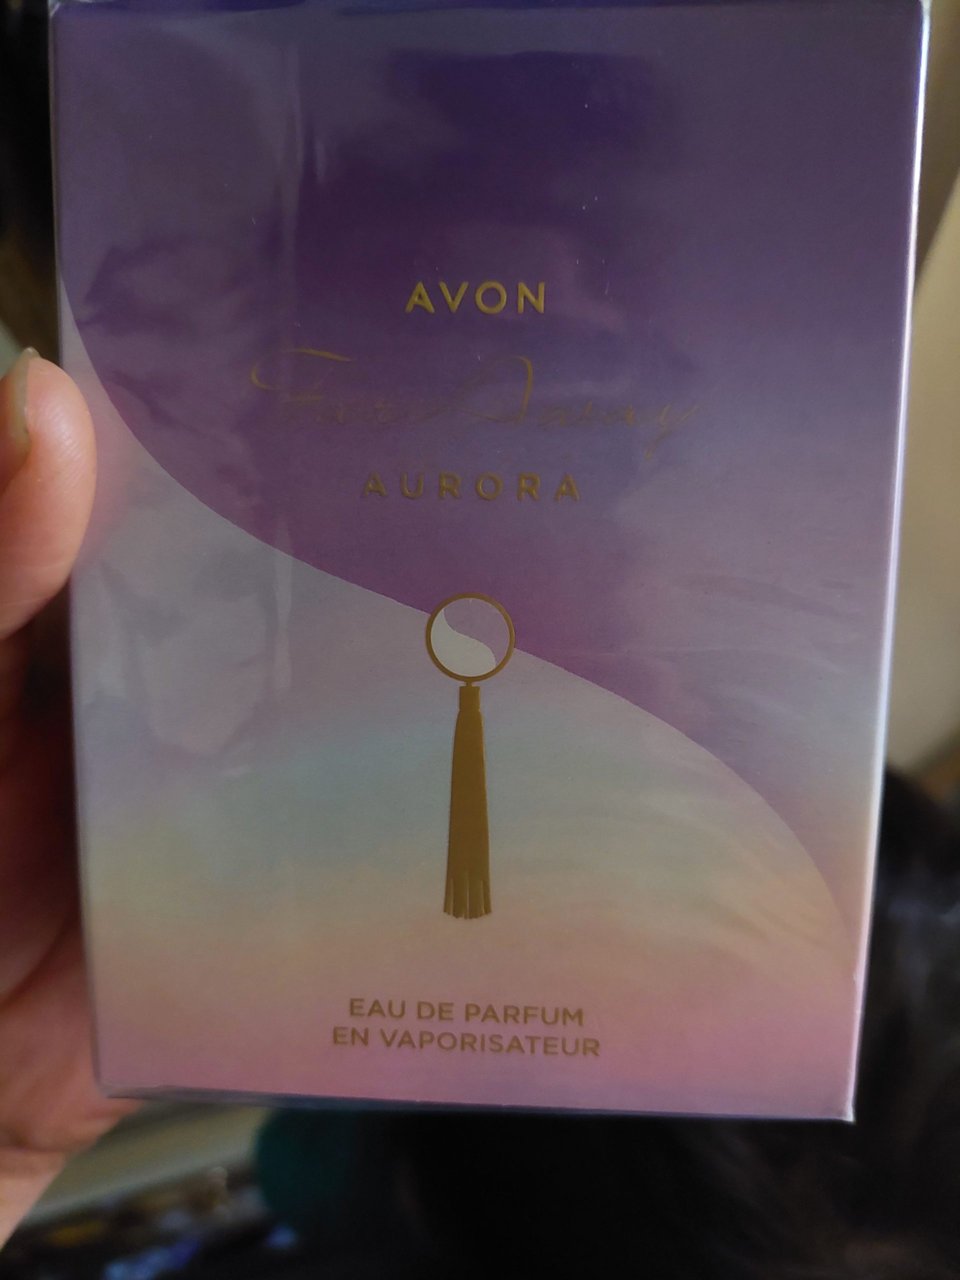 AVON
Far Away
AURORA
EAU DE PARFUM
EN VAPORISATEUR